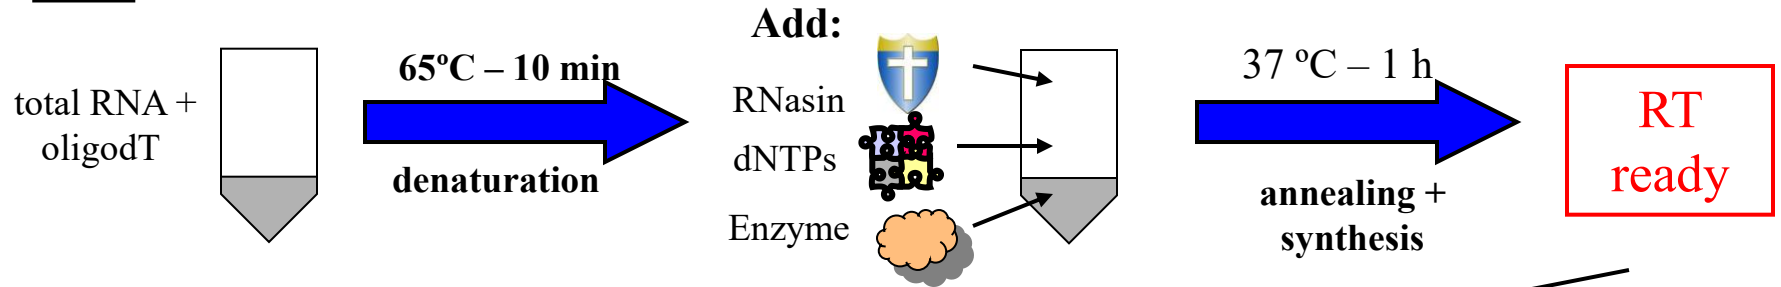 total RNA +
oligodT
65ºC – 10 min
denaturation
Add:
RNasin
dNTPs
Enzyme
37 ºC – 1 h
annealing +
synthesis
RT
ready